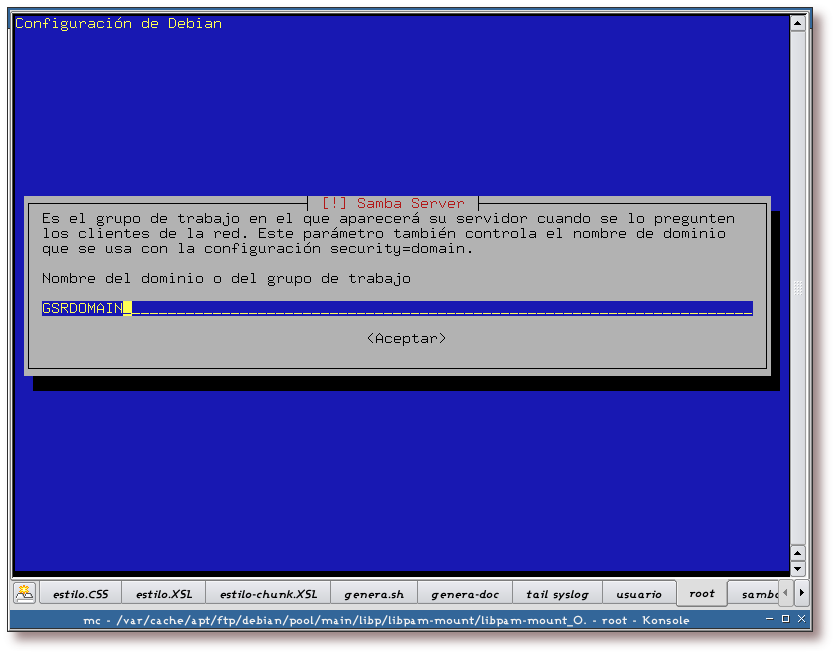 Configuración de Debian
[!] Samba Server
Es el grupo de trabajo en el que aparecerá su servidor cuando se lo pregunten
los clientes de la red. Este parámetro también controla el nombre de dominio
que se usa con la configuración security=domain.
Nombre del dominio o del grupo de trabajo
GSRDOMAIN
<Aceptar>
estilo.CSS estilo.XSL estilo-chunk.XSL genera.sh genera-doc tail syslog usuario root samba
mc - /var/cache/apt/ftp/debian/pool/main/libp/libpam-mount/libpam-mount_0. - root - Konsole